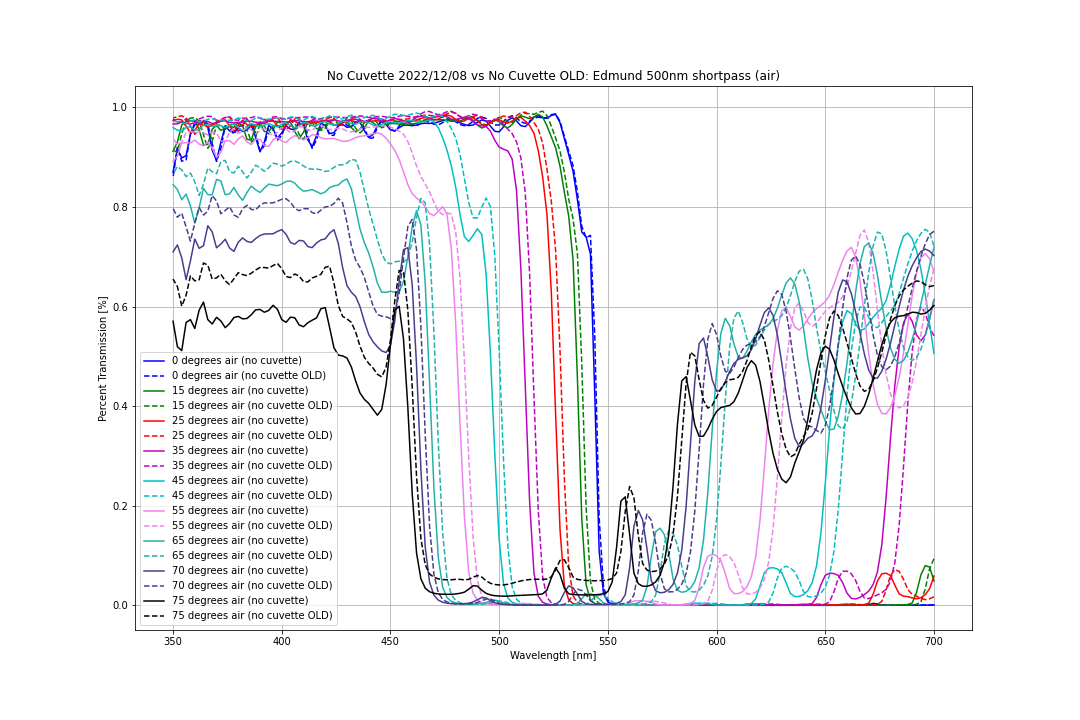 No Cuvette 2022/12/08 vs No Cuvette OLD: Edmund 500nm shortpass (air)
1.0
0.8
0.6
0.4
0.2
0.0
Percent Transmission [%]
0 degrees air (no cuvette)
0 degrees air (no cuvette OLD)
15 degrees air (no cuvette)
15 degrees air (no cuvette OLD)
25 degrees air (no cuvette)
25 degrees air (no cuvette OLD)
35 degrees air (no cuvette)
35 degrees air (no cuvette OLD)
45 degrees air (no cuvette)
45 degrees air (no cuvette OLD)
55 degrees air (no cuvette)
55 degrees air (no cuvette OLD)
65 degrees air (no cuvette)
65 degrees air (no cuvette OLD)
70 degrees air (no cuvette)
70 degrees air (no cuvette OLD)
75 degrees air (no cuvette)
75 degrees air (no cuvette OLD)
350 400 450 500 550 600 650 700
Wavelength [nm]